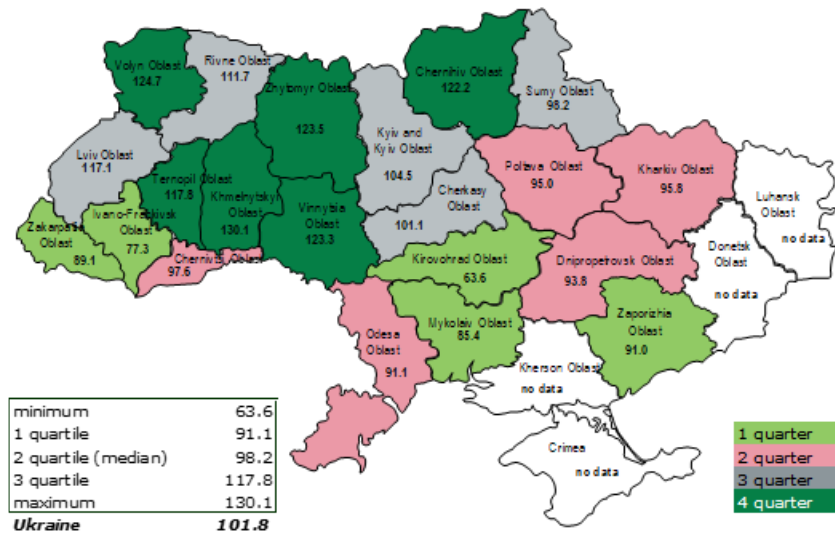 Volyn Oblast
124.7
Rivne Oblast
111.7
Zhytomyr Oblast
123.5
Chernihiv Oblast
122.2
Sumy Oblast
98.2
Kyiv and
Kyiv Oblast
104.5
Lviv Oblast
117.1
Ternopil Oblast
117.8
Khmelnytskyi
Oblast
130.1
Vinnytsia
Oblast
123.3
Cherkasy
Oblast
101.1
Poltava Oblast
95.0
Kharkiv Oblast
95.8
Luhansk
Oblast
no data
Donetsk
Oblast
no data
Zakarpattia
Oblast
89.1
Ivano-Frankivsk
Oblast
77.3
Chernivtsi Oblast
97.6
Kirovohrad Oblast
63.6
Dnipropetrovsk Oblast
93.8
Odesa
Oblast
91.1
Mykolaiv Oblast
85.4
Zaporizhia
Oblast
91.0
Kherson Oblast
no data
Crimea
no data
minimum 63.6
1 quartile 91.1
2 quartile (median) 98.2
3 quartile 117.8
maximum 130.1
Ukraine 101.8
1 quarter
2 quarter
3 quarter
4 quarter